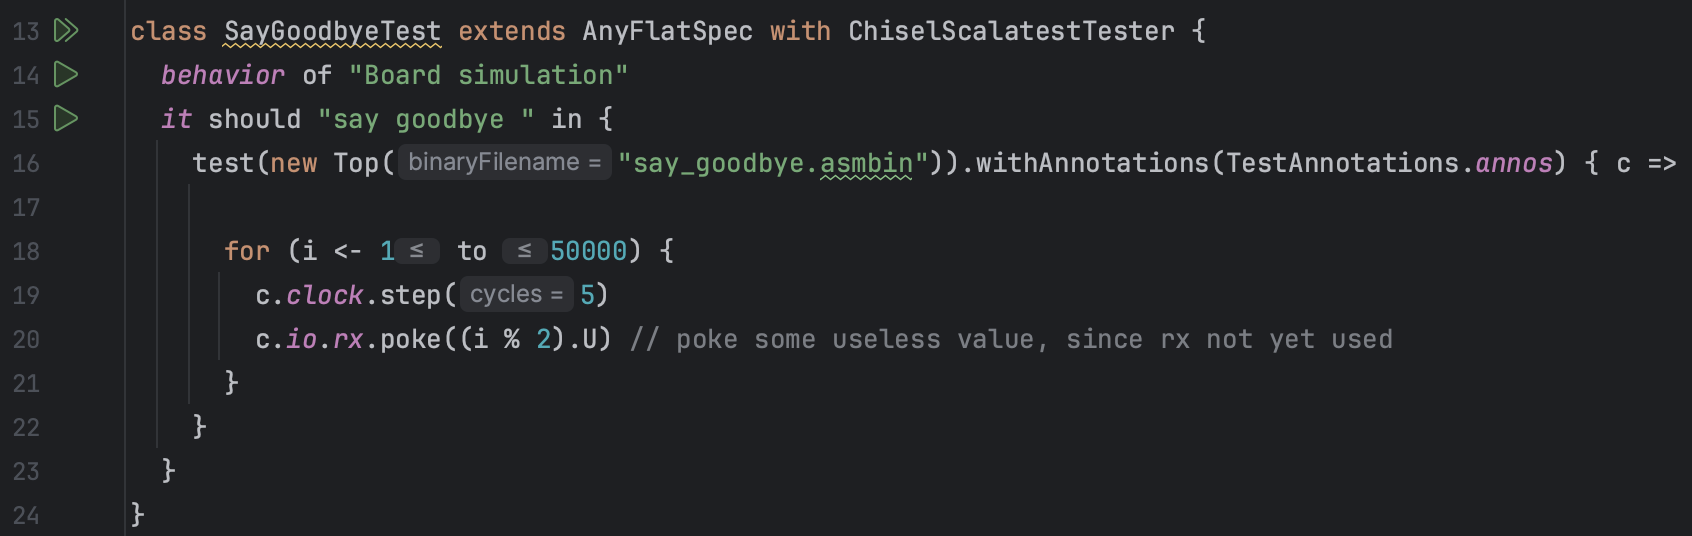 13 class SayGoodbyeTest extends AnyFlatSpec with ChiselScalatestTester {
14   behavior of "Board simulation"
15   it should "say goodbye " in {
16     test(new Top( binaryFilename = "say_goodbye.asmbin")).withAnnotations(TestAnnotations.annos) { c =>
17
18       for (i <- 1 ≤ to ≤ 50000) {
19         c.clock.step( cycles = 5)
20         c.io.rx.poke((i % 2).U) // poke some useless value, since rx not yet used
21       }
22     }
23   }
24 }